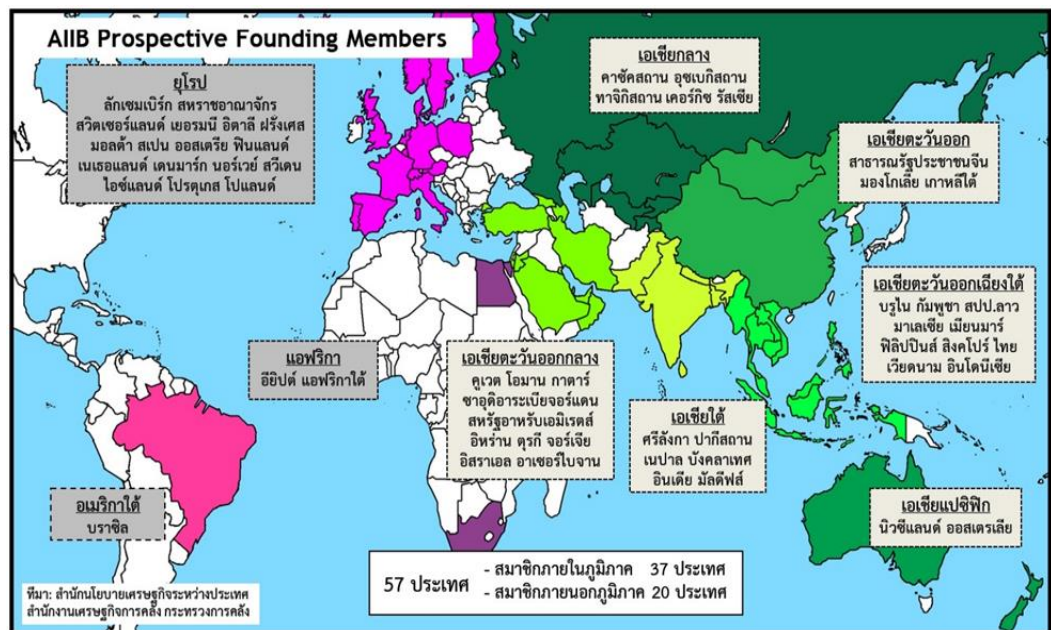 AIIB Prospective Founding Members
ยุโรป
ลักเซมเบิร์ก สหราชอาณาจักร
สวิตเซอร์แลนด์ เยอรมนี อิตาลี ฝรั่งเศส
มอลต้า สเปน ออสเตรีย ฟินแลนด์
เนเธอแลนด์ เดนมาร์ก นอร์เวย์ สวีเดน
ไอซ์แลนด์ โปรตุเกส โปแลนด์
เอเชียกลาง
คาซัคสถาน อุซเบกิสถาน
ทาจิกิสถาน เคอร์กิซ รัสเซีย
เอเชียตะวันออก
สาธารณรัฐประชาชนจีน
มองโกเลีย เกาหลีใต้
เอเชียตะวันออกเฉียงใต้
บรูไน กัมพูชา สปป.ลาว
มาเลเซีย เมียนมาร์
ฟิลิปปินส์ สิงคโปร์ ไทย
เวียดนาม อินโดนีเซีย
แอฟริกา
อียิปต์ แอฟริกาใต้
เอเชียตะวันออกกลาง
คูเวต โอมาน กาตาร์
ซาอุดิอาระเบียจอร์แดน
สหรัฐอาหรับเอมิเรตส์
อิหร่าน ตุรกี จอร์เจีย
อิสราเอล อาเซอร์ไบจาน
เอเชียใต้
ศรีลังกา ปากีสถาน
เนปาล บังคลาเทศ
อินเดีย มัลดีฟส์
อเมริกาใต้
บราซิล
เอเชียแปซิฟิก
นิวซีแลนด์ ออสเตรเลีย
57 ประเทศ
- สมาชิกภายในภูมิภาค 37 ประเทศ
- สมาชิกภายนอกภูมิภาค 20 ประเทศ
ที่มา: สำนักนโยบายเศรษฐกิจระหว่างประเทศ
สำนักงานเศรษฐกิจการคลัง กระทรวงการคลัง